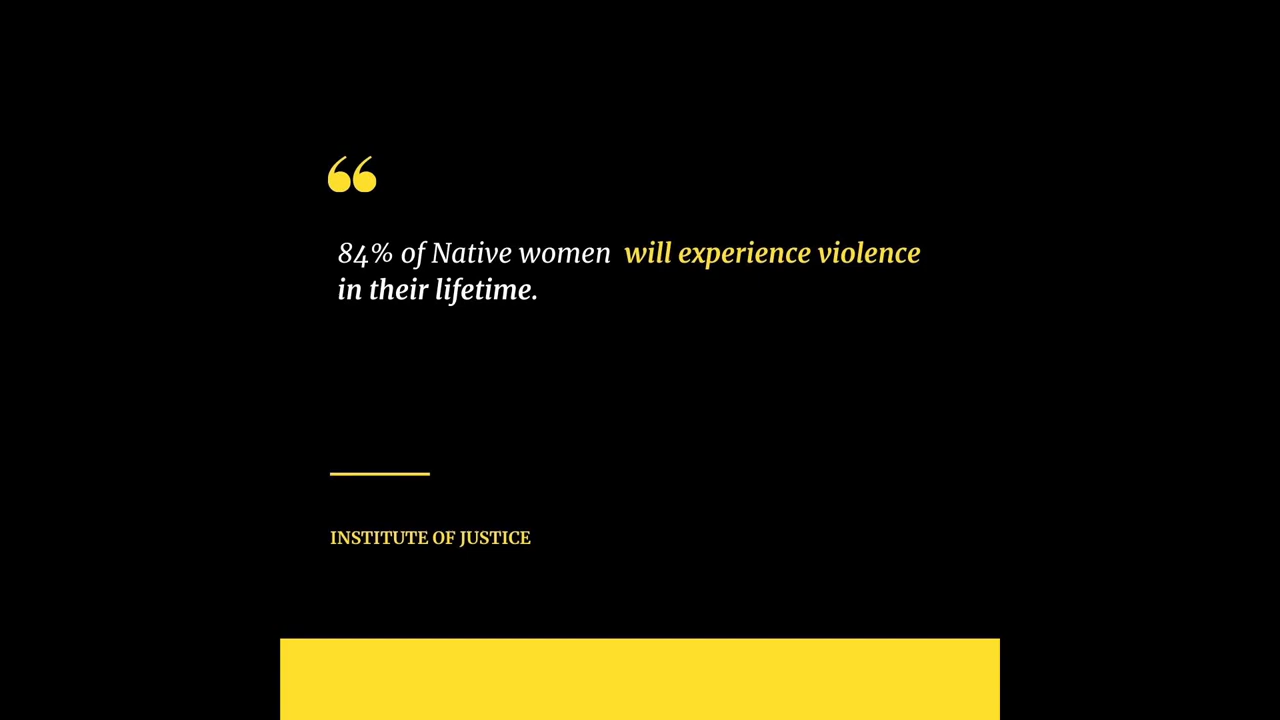 “
84% of Native women will experience violence
in their lifetime.
INSTITUTE OF JUSTICE